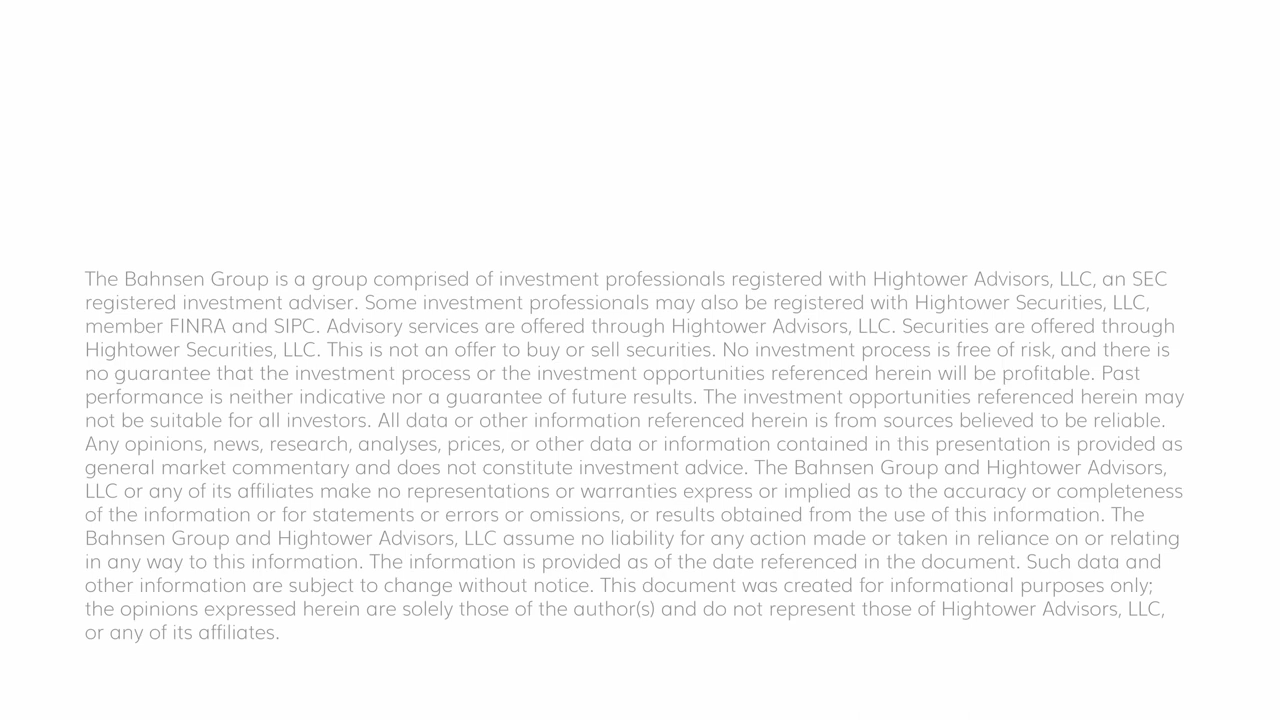 The Bahnsen Group is a group comprised of investment professionals registered with Hightower Advisors, LLC, an SEC
registered investment adviser. Some investment professionals may also be registered with Hightower Securities, LLC,
member FINRA and SIPC. Advisory services are offered through Hightower Advisors, LLC. Securities are offered through
Hightower Securities, LLC. This is not an offer to buy or sell securities. No investment process is free of risk, and there is
no guarantee that the investment process or the investment opportunities referenced herein will be profitable. Past
performance is neither indicative nor a guarantee of future results. The investment opportunities referenced herein may
not be suitable for all investors. All data or other information referenced herein is from sources believed to be reliable.
Any opinions, news, research, analyses, prices, or other data or information contained in this presentation is provided as
general market commentary and does not constitute investment advice. The Bahnsen Group and Hightower Advisors,
LLC or any of its affiliates make no representations or warranties express or implied as to the accuracy or completeness
of the information or for statements or errors or omissions, or results obtained from the use of this information. The
Bahnsen Group and Hightower Advisors, LLC assume no liability for any action made or taken in reliance on or relating
in any way to this information. The information is provided as of the date referenced in the document. Such data and
other information are subject to change without notice. This document was created for informational purposes only;
the opinions expressed herein are solely those of the author(s) and do not represent those of Hightower Advisors, LLC,
or any of its affiliates.